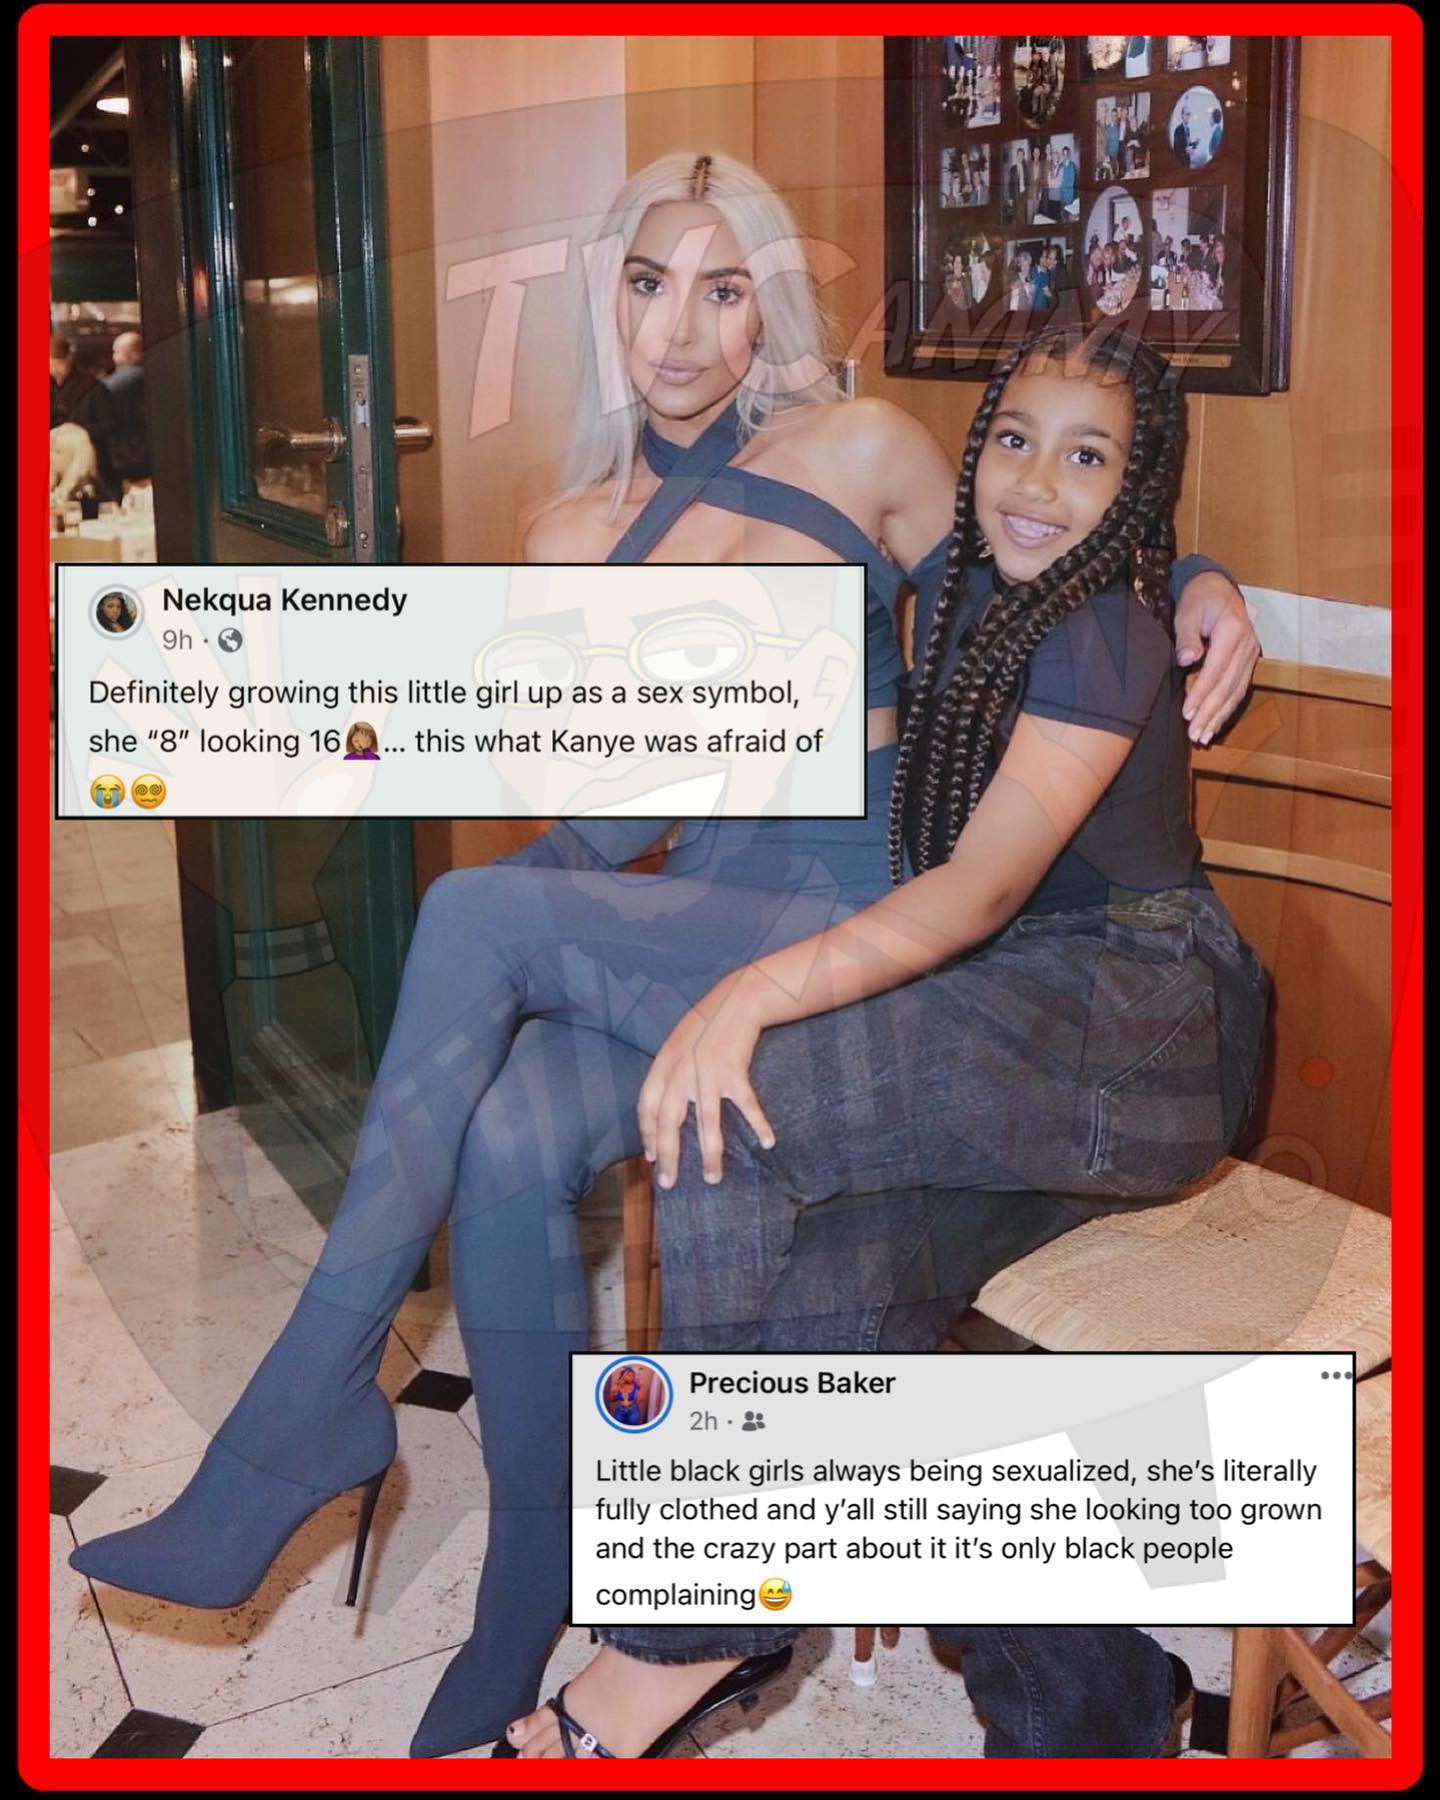 TV CAMMY
Nekqua Kennedy
9h ·
Definitely growing this little girl up as a sex symbol,
she “8” looking 16🤦🏽‍♀️... this what Kanye was afraid of
😭😵‍💫
Precious Baker
2h ·
Little black girls always being sexualized, she’s literally
fully clothed and y’all still saying she looking too grown
and the crazy part about it it’s only black people
complaining😅